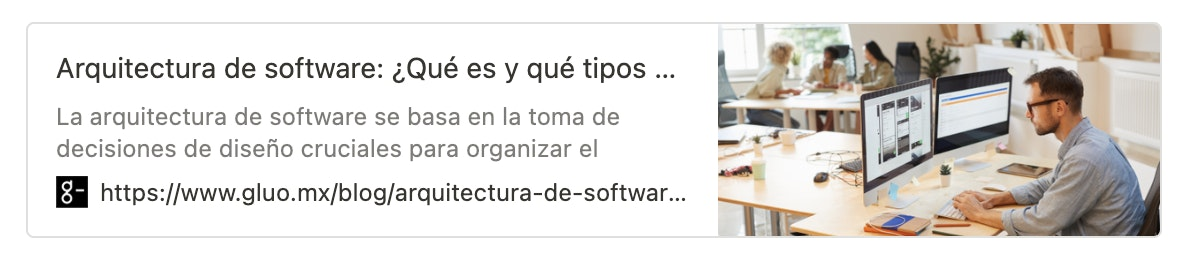 Arquitectura de software: ¿Qué es y qué tipos ...
La arquitectura de software se basa en la toma de
decisiones de diseño cruciales para organizar el
g-
https://www.gluo.mx/blog/arquitectura-de-softwar...